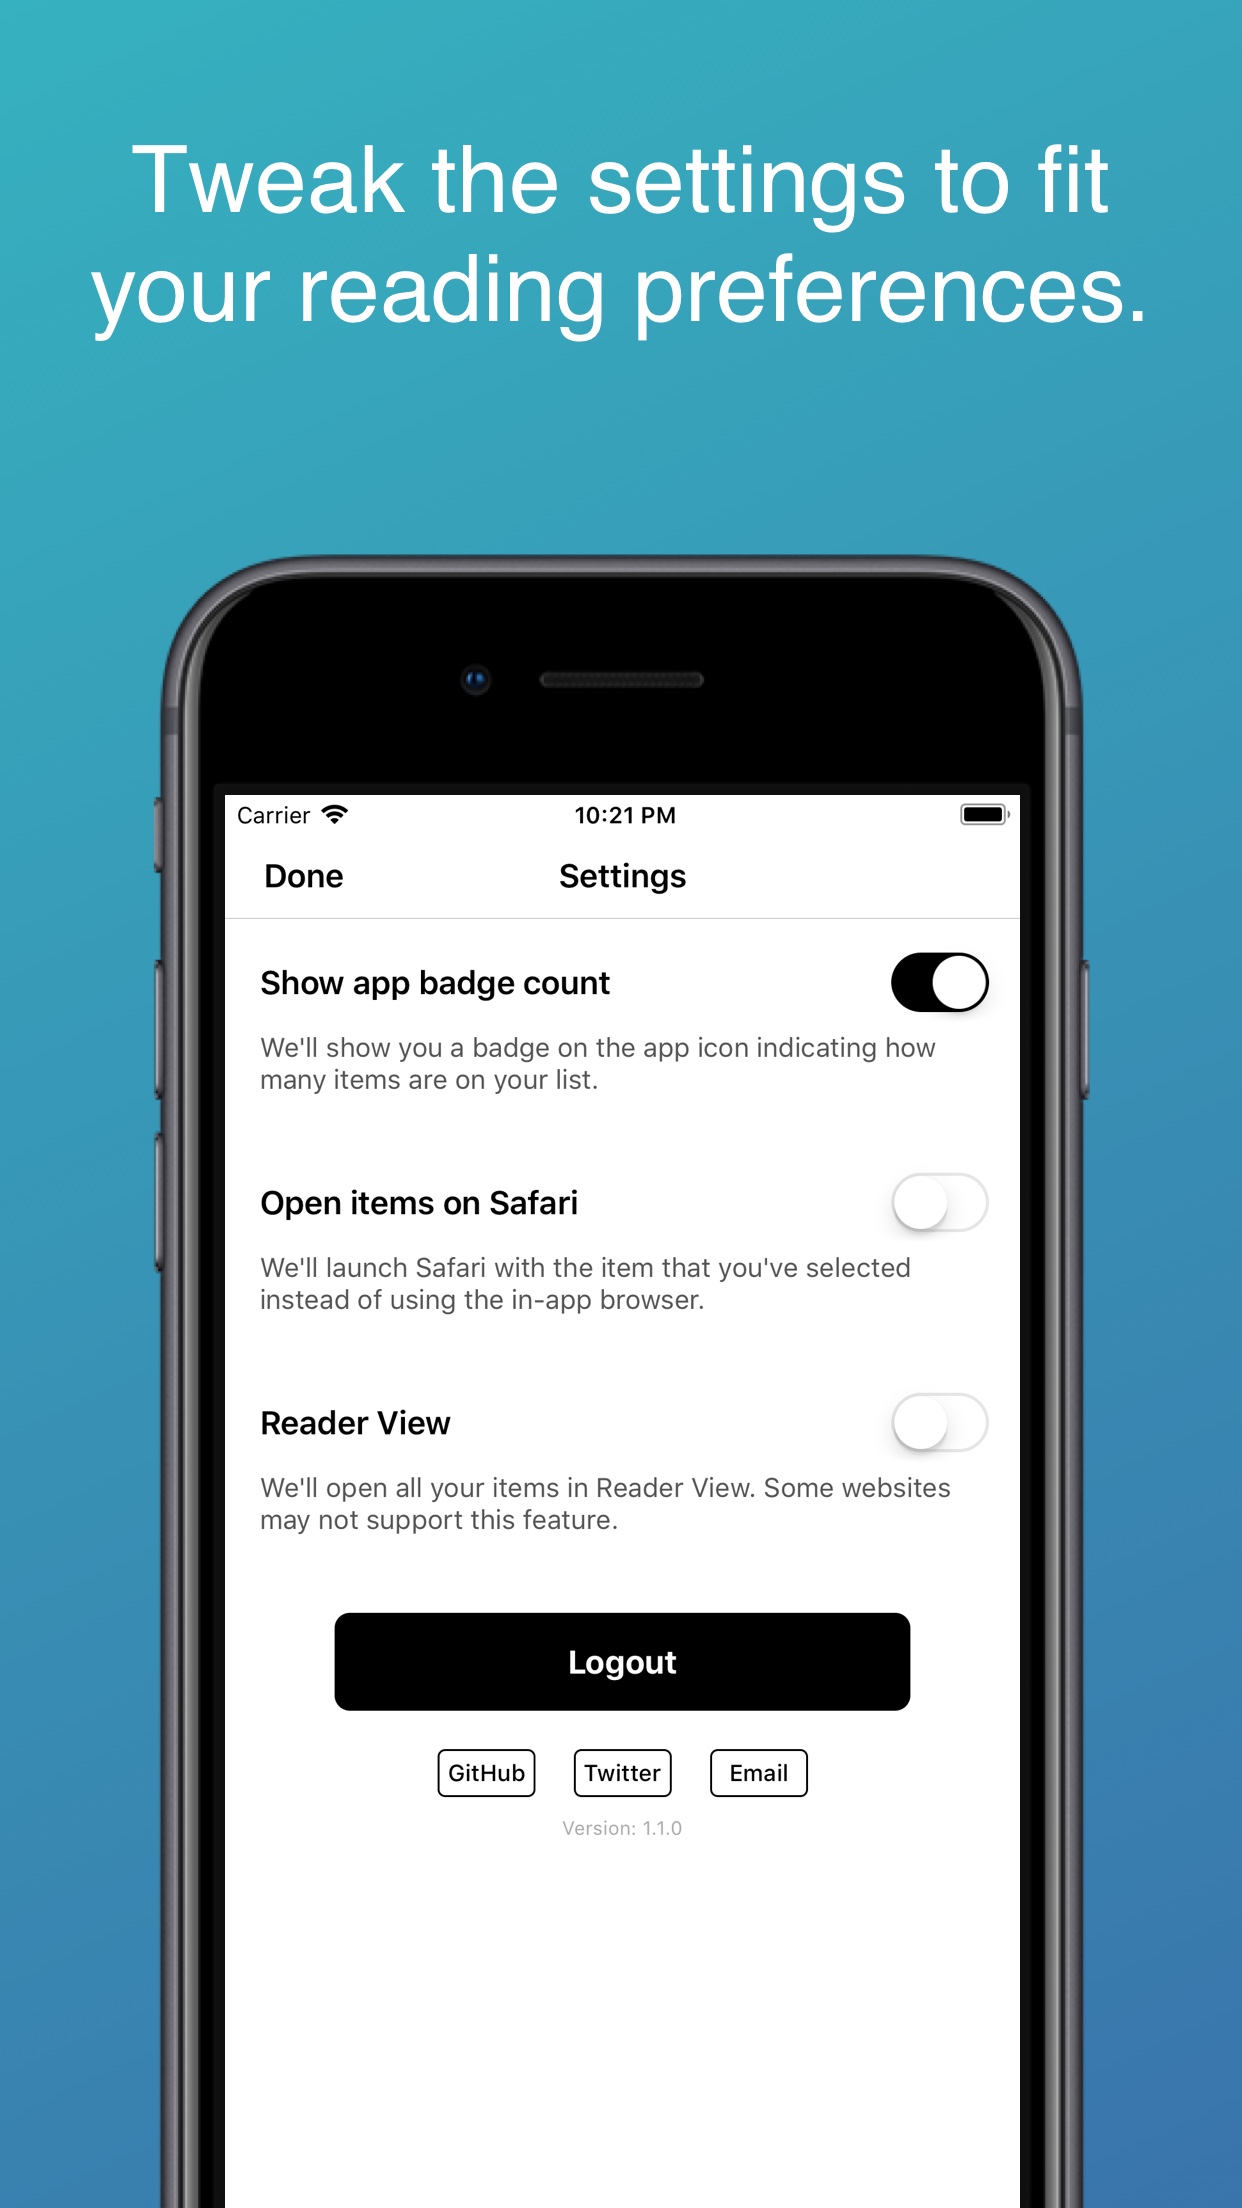 Tweak the settings to fit
your reading preferences.
Carrier
10:21 PM
Done
Settings
Show app badge count
We'll show you a badge on the app icon indicating how
many items are on your list.
Open items on Safari
We'll launch Safari with the item that you've selected
instead of using the in-app browser.
Reader View
We'll open all your items in Reader View. Some websites
may not support this feature.
Logout
GitHub
Twitter
Email
Version: 1.1.0